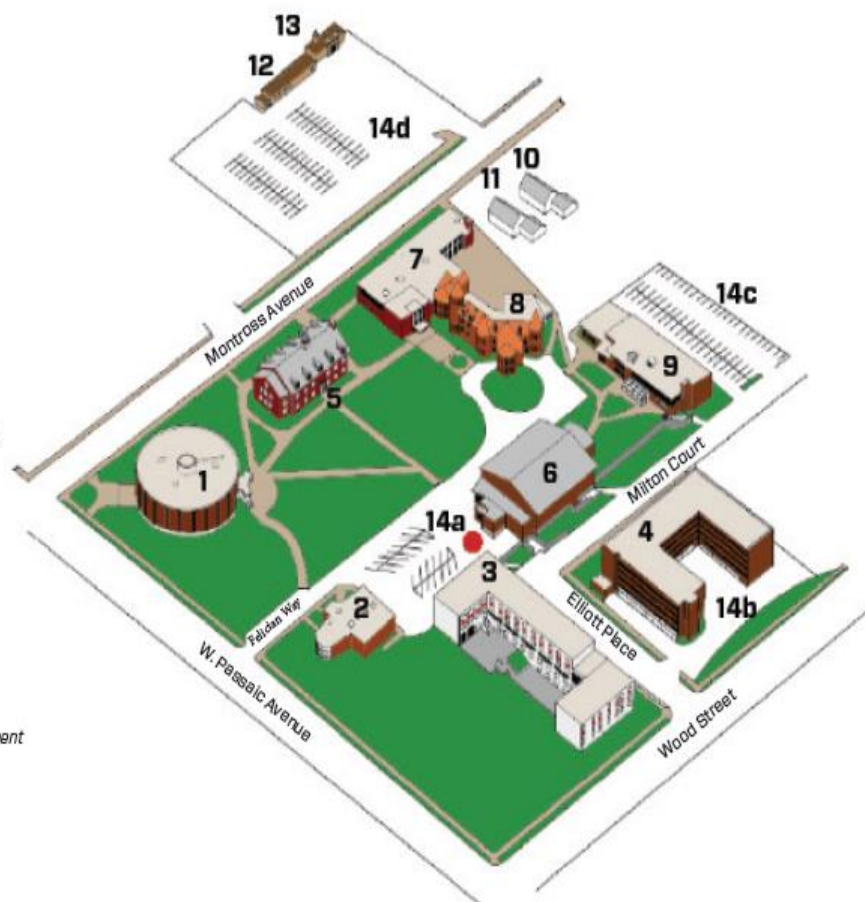 13
12
14d
10
11
7
8
14c
Montross Avenue
9
5
6
1
Milton Court
14a
4
3
2
Felician Way
Elliott Place
14b
W. Passaic Avenue
Wood Street